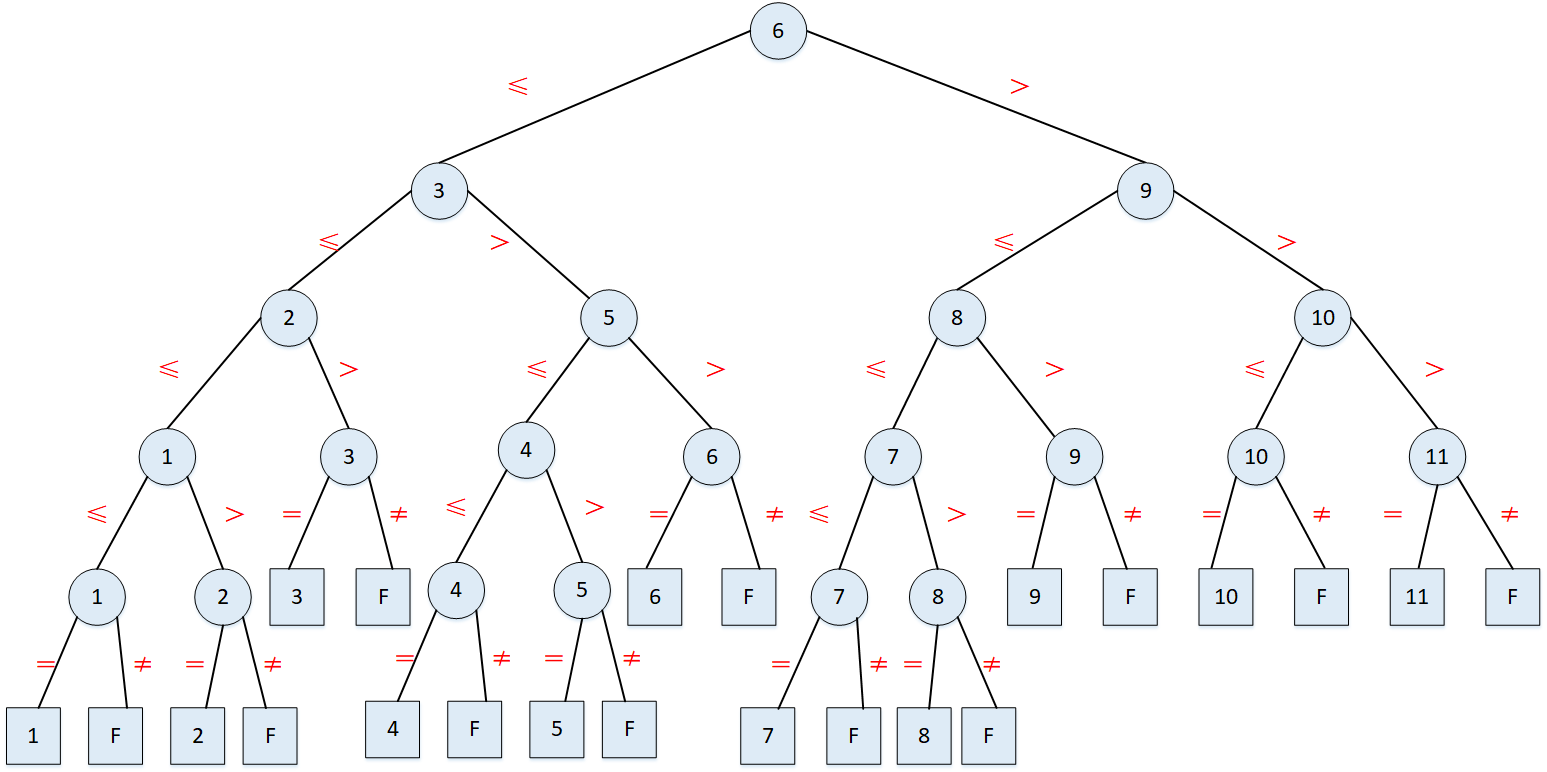 6
≤ >
3 9
≤ > ≤ >
2 5 8 10
≤ > ≤ > ≤ > ≤ >
1 3 4 6 7 9 10 11
≤ > = ≠ ≤ > = ≠ ≤ > = ≠ = ≠ = ≠
1 2 3 F 4 5 6 F 7 8 9 F 10 F 11 F
= ≠ = ≠ = ≠ = ≠ = ≠ = ≠
1 F 2 F 4 F 5 F 7 F 8 F